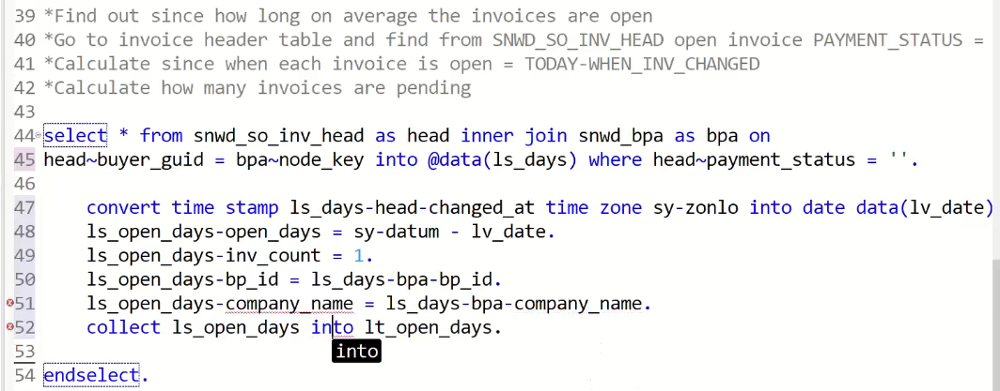 39 *Find out since how long on average the invoices are open
40 *Go to invoice header table and find from SNWD_SO_INV_HEAD open invoice PAYMENT_STATUS =
41 *Calculate since when each invoice is open = TODAY-WHEN_INV_CHANGED
42 *Calculate how many invoices are pending
43
44 select * from snwd_so_inv_head as head inner join snwd_bpa as bpa on
45 head~buyer_guid = bpa~node_key into @data(ls_days) where head~payment_status = ''.
46
47 convert time stamp ls_days-head-changed_at time zone sy-zonlo into date data(lv_date)
48 ls_open_days-open_days = sy-datum - lv_date.
49 ls_open_days-inv_count = 1.
50 ls_open_days-bp_id = ls_days-bpa-bp_id.
51 ls_open_days-company_name = ls_days-bpa-company_name.
52 collect ls_open_days into lt_open_days.
53 into
54 endselect.